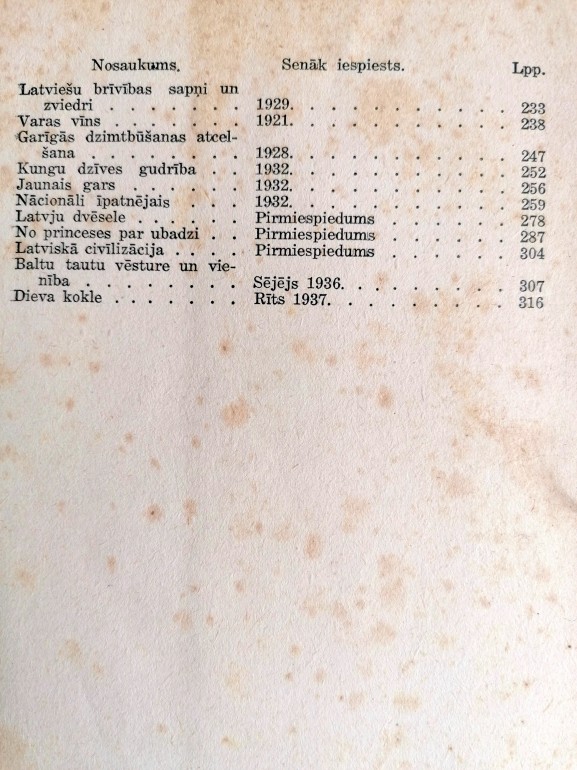 Nosaukums. Senāk iespiests. Lpp.
Latviešu brīvības sapņi un
zviedri . . . . . . . 1929. . . . . . . . . . . 233
Varas vīns . . . . . . . 1921. . . . . . . . . . . 238
Garīgās dzimtbūšanas atcel-
šana . . . . . . . . 1928. . . . . . . . . . . 247
Kungu dzīves gudrība . . 1932. . . . . . . . . . . 252
Jaunais gars . . . . . . 1932. . . . . . . . . . . 256
Nācionāli īpatnējais . . . 1932. . . . . . . . . . . 259
Latvju dvēsele . . . . . Pirmiespiedums . . . . . . 278
No princeses par ubadzi . . Pirmiespiedums . . . . . . 287
Latviskā civīlizācija . . . . Pirmiespiedums . . . . . . 304
Baltu tautu vēsture un vie-
nība . . . . . . . . Sējējs 1936. . . . . . . . 307
Dieva kokle . . . . . . Rīts 1937. . . . . . . . . 316